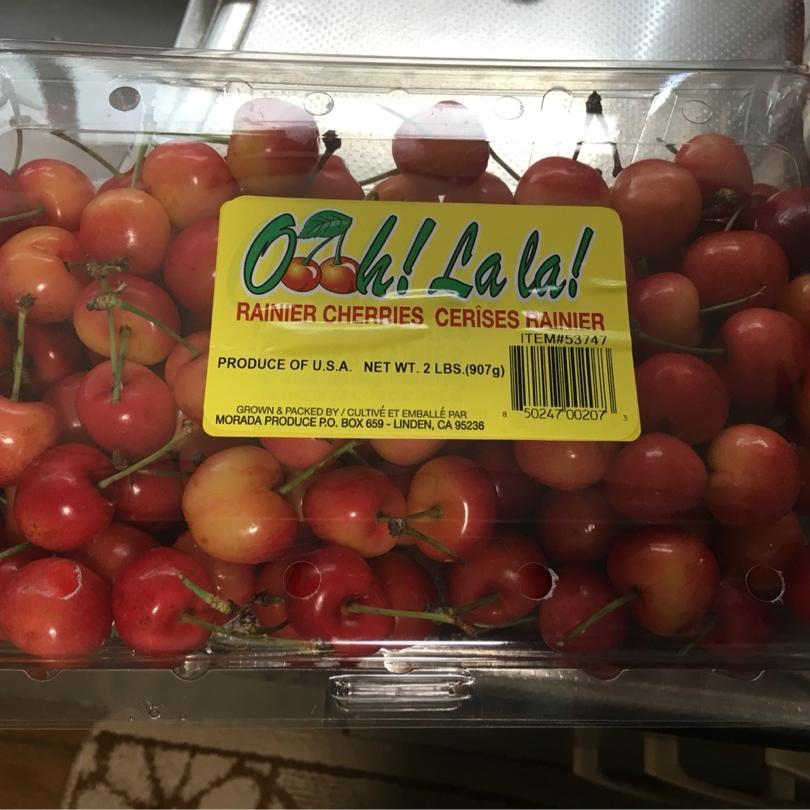 Oooh! La la!
RAINIER CHERRIES CERÎSES RAINIER
ITEM#53747
PRODUCE OF U.S.A. NET WT. 2 LBS.(907g)
8 50247 00207 3
GROWN & PACKED BY / CULTIVÉ ET EMBALLÉ PAR
MORADA PRODUCE P.O. BOX 659 - LINDEN, CA 95236